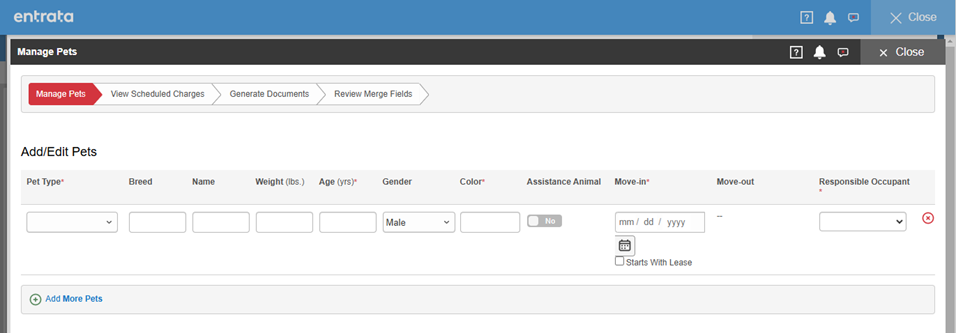 entrata
? Close
Manage Pets
? × Close
Manage Pets View Scheduled Charges Generate Documents Review Merge Fields
Add/Edit Pets
Pet Type* Breed Name Weight (lbs.) Age (yrs)* Gender Color* Assistance Animal Move-in* Move-out Responsible Occupant
*
Male No mm / dd / yyyy --
Starts With Lease
Add More Pets